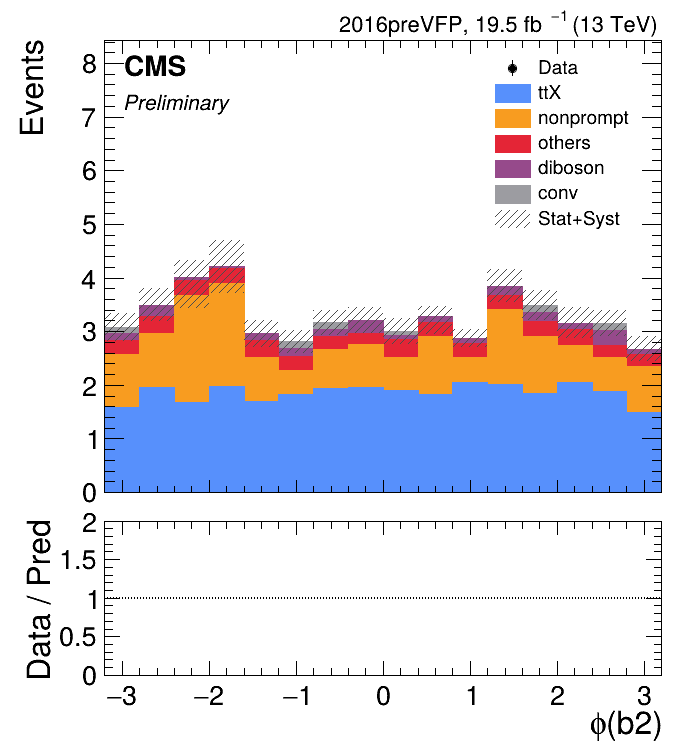 2016preVFP, 19.5 fb⁻¹ (13 TeV)
CMS
Preliminary
Data
ttX
nonprompt
others
diboson
conv
Stat+Syst
Events
8
7
6
5
4
3
2
1
0
Data / Pred
2
1.5
1
0.5
0
−3 −2 −1 0 1 2 3
ϕ(b2)